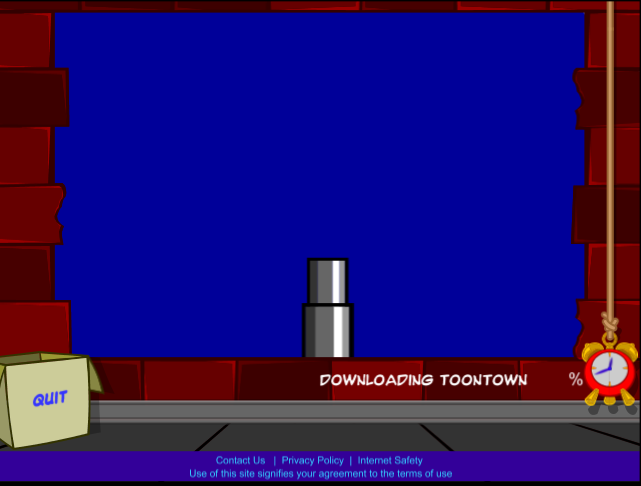 DOWNLOADING TOONTOWN %
QUIT
Contact Us | Privacy Policy | Internet Safety
Use of this site signifies your agreement to the terms of use